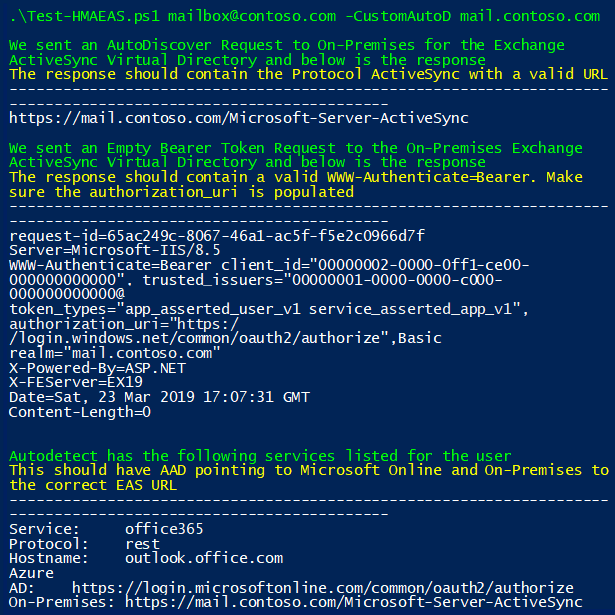 .\Test-HMAEAS.ps1 mailbox@contoso.com -CustomAutoD mail.contoso.com
We sent an AutoDiscover Request to On-Premises for the Exchange
ActiveSync Virtual Directory and below is the response
The response should contain the Protocol ActiveSync with a valid URL
--------------------------------------------------------------------
-------------------------------------------
https://mail.contoso.com/Microsoft-Server-ActiveSync
We sent an Empty Bearer Token Request to the On-Premises Exchange
ActiveSync Virtual Directory and below is the response
The response should contain a valid WWW-Authenticate=Bearer. Make
sure the authorization_uri is populated
--------------------------------------------------------------------
-------------------------------------------
request-id=65ac249c-8067-46a1-ac5f-f5e2c0966d7f
Server=Microsoft-IIS/8.5
WWW-Authenticate=Bearer client_id="00000002-0000-0ff1-ce00-
000000000000". trusted_issuers="00000001-0000-0000-c000-
000000000000@
token_types="app_asserted_user_v1 service_asserted_app_v1",
authorization_uri="https:/
/login.windows.net/common/oauth2/authorize",Basic
realm="mail.contoso.com"
X-Powered-By=ASP.NET
X-FEServer=EX19
Date=Sat, 23 Mar 2019 17:07:31 GMT
Content-Length=0
Autodetect has the following services listed for the user
This should have AAD pointing to Microsoft Online and On-Premises to
the correct EAS URL
--------------------------------------------------------------------
-------------------------------------------
Service:     office365
Protocol:    rest
Hostname:    outlook.office.com
Azure
AD:    https://login.microsoftonline.com/common/oauth2/authorize
On-Premises: https://mail.contoso.com/Microsoft-Server-ActiveSync